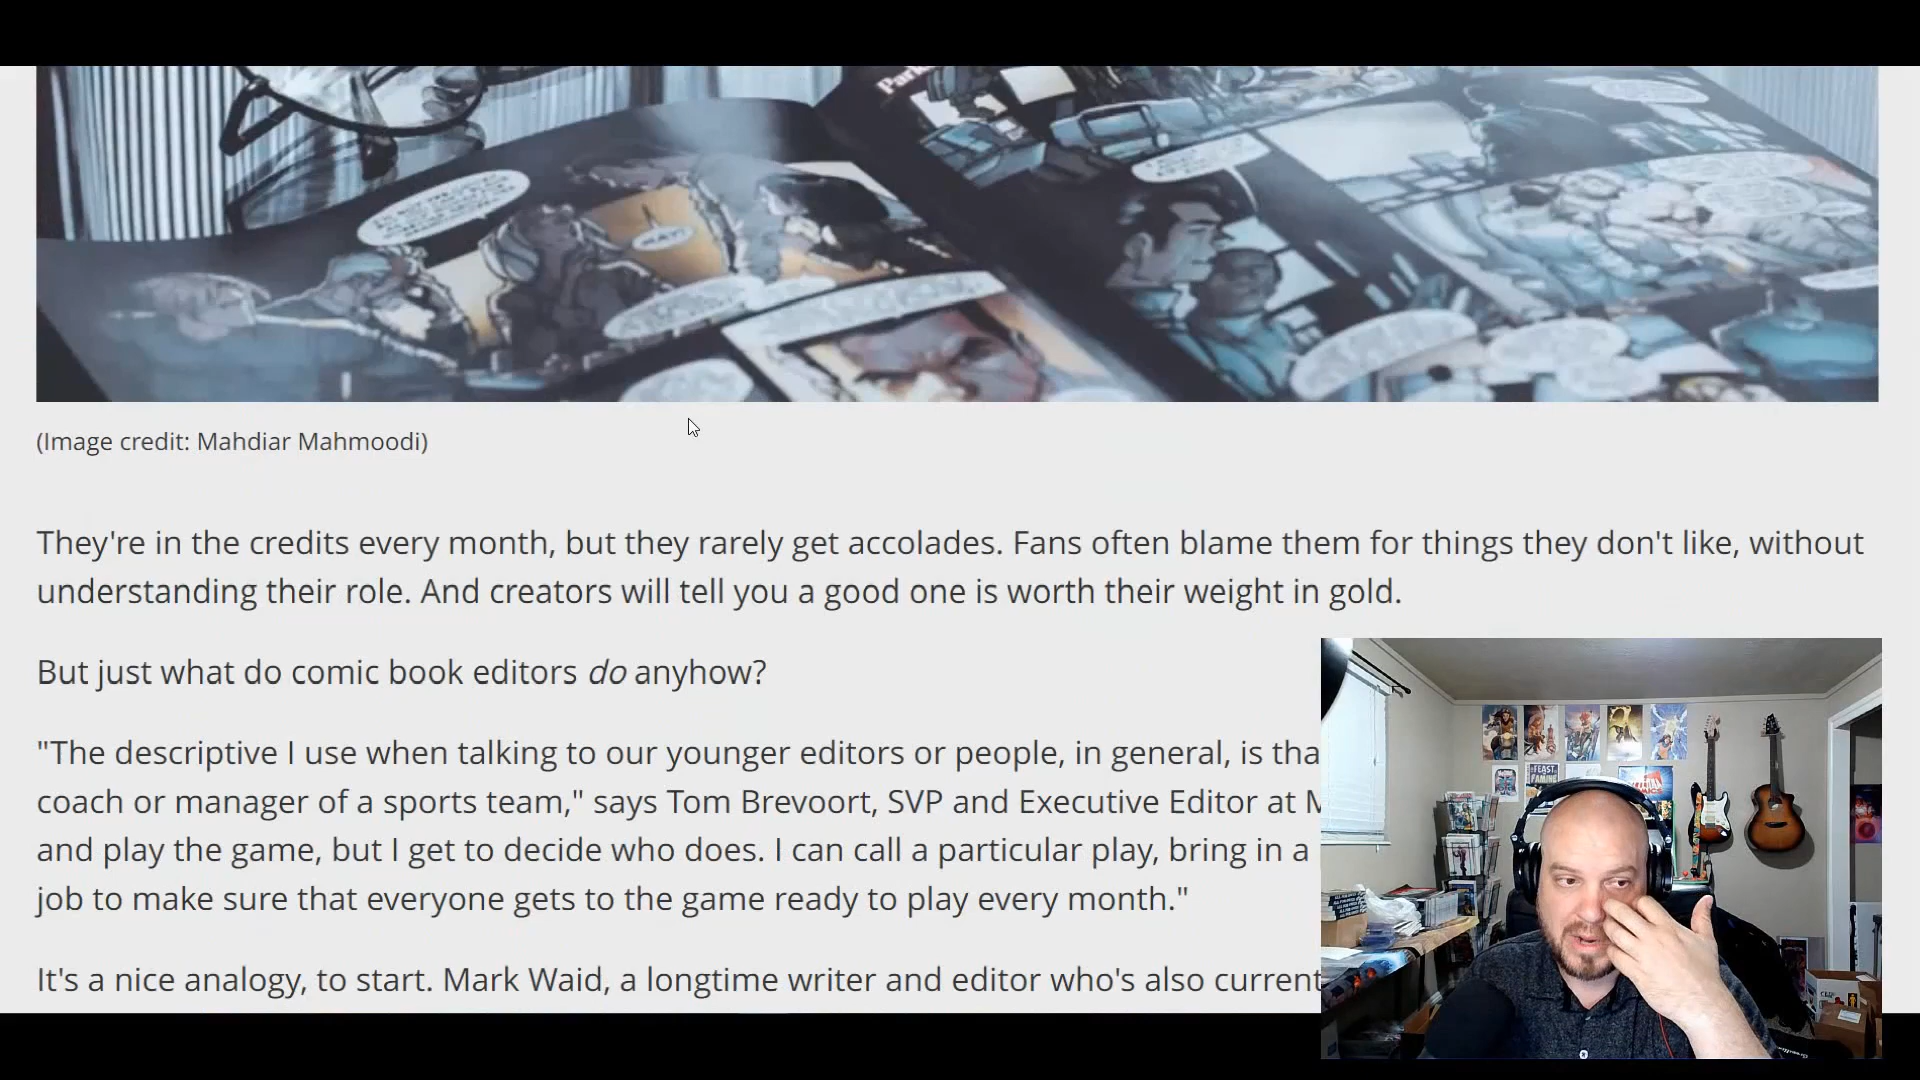 (Image credit: Mahdiar Mahmoodi)
They're in the credits every month, but they rarely get accolades. Fans often blame them for things they don't like, without
understanding their role. And creators will tell you a good one is worth their weight in gold.
But just what do comic book editors do anyhow?
"The descriptive I use when talking to our younger editors or people, in general, is tha
coach or manager of a sports team," says Tom Brevoort, SVP and Executive Editor at M
and play the game, but I get to decide who does. I can call a particular play, bring in a
job to make sure that everyone gets to the game ready to play every month."
It's a nice analogy, to start. Mark Waid, a longtime writer and editor who's also current
FEAST
FAMINE